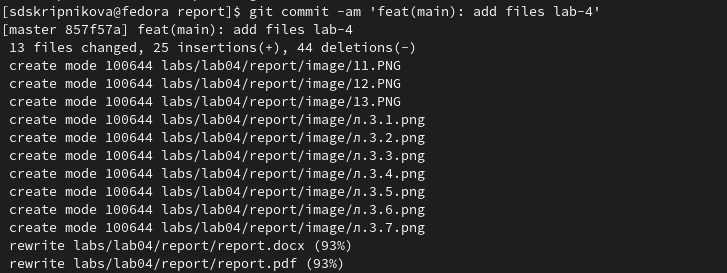 [sdskripnikova@fedora report]$ git commit -am 'feat(main): add files lab-4'
[master 857f57a] feat(main): add files lab-4
 13 files changed, 25 insertions(+), 44 deletions(-)
 create mode 100644 labs/lab04/report/image/11.PNG
 create mode 100644 labs/lab04/report/image/12.PNG
 create mode 100644 labs/lab04/report/image/13.PNG
 create mode 100644 labs/lab04/report/image/л.3.1.png
 create mode 100644 labs/lab04/report/image/л.3.2.png
 create mode 100644 labs/lab04/report/image/л.3.3.png
 create mode 100644 labs/lab04/report/image/л.3.4.png
 create mode 100644 labs/lab04/report/image/л.3.5.png
 create mode 100644 labs/lab04/report/image/л.3.6.png
 create mode 100644 labs/lab04/report/image/л.3.7.png
 rewrite labs/lab04/report/report.docx (93%)
 rewrite labs/lab04/report/report.pdf (93%)